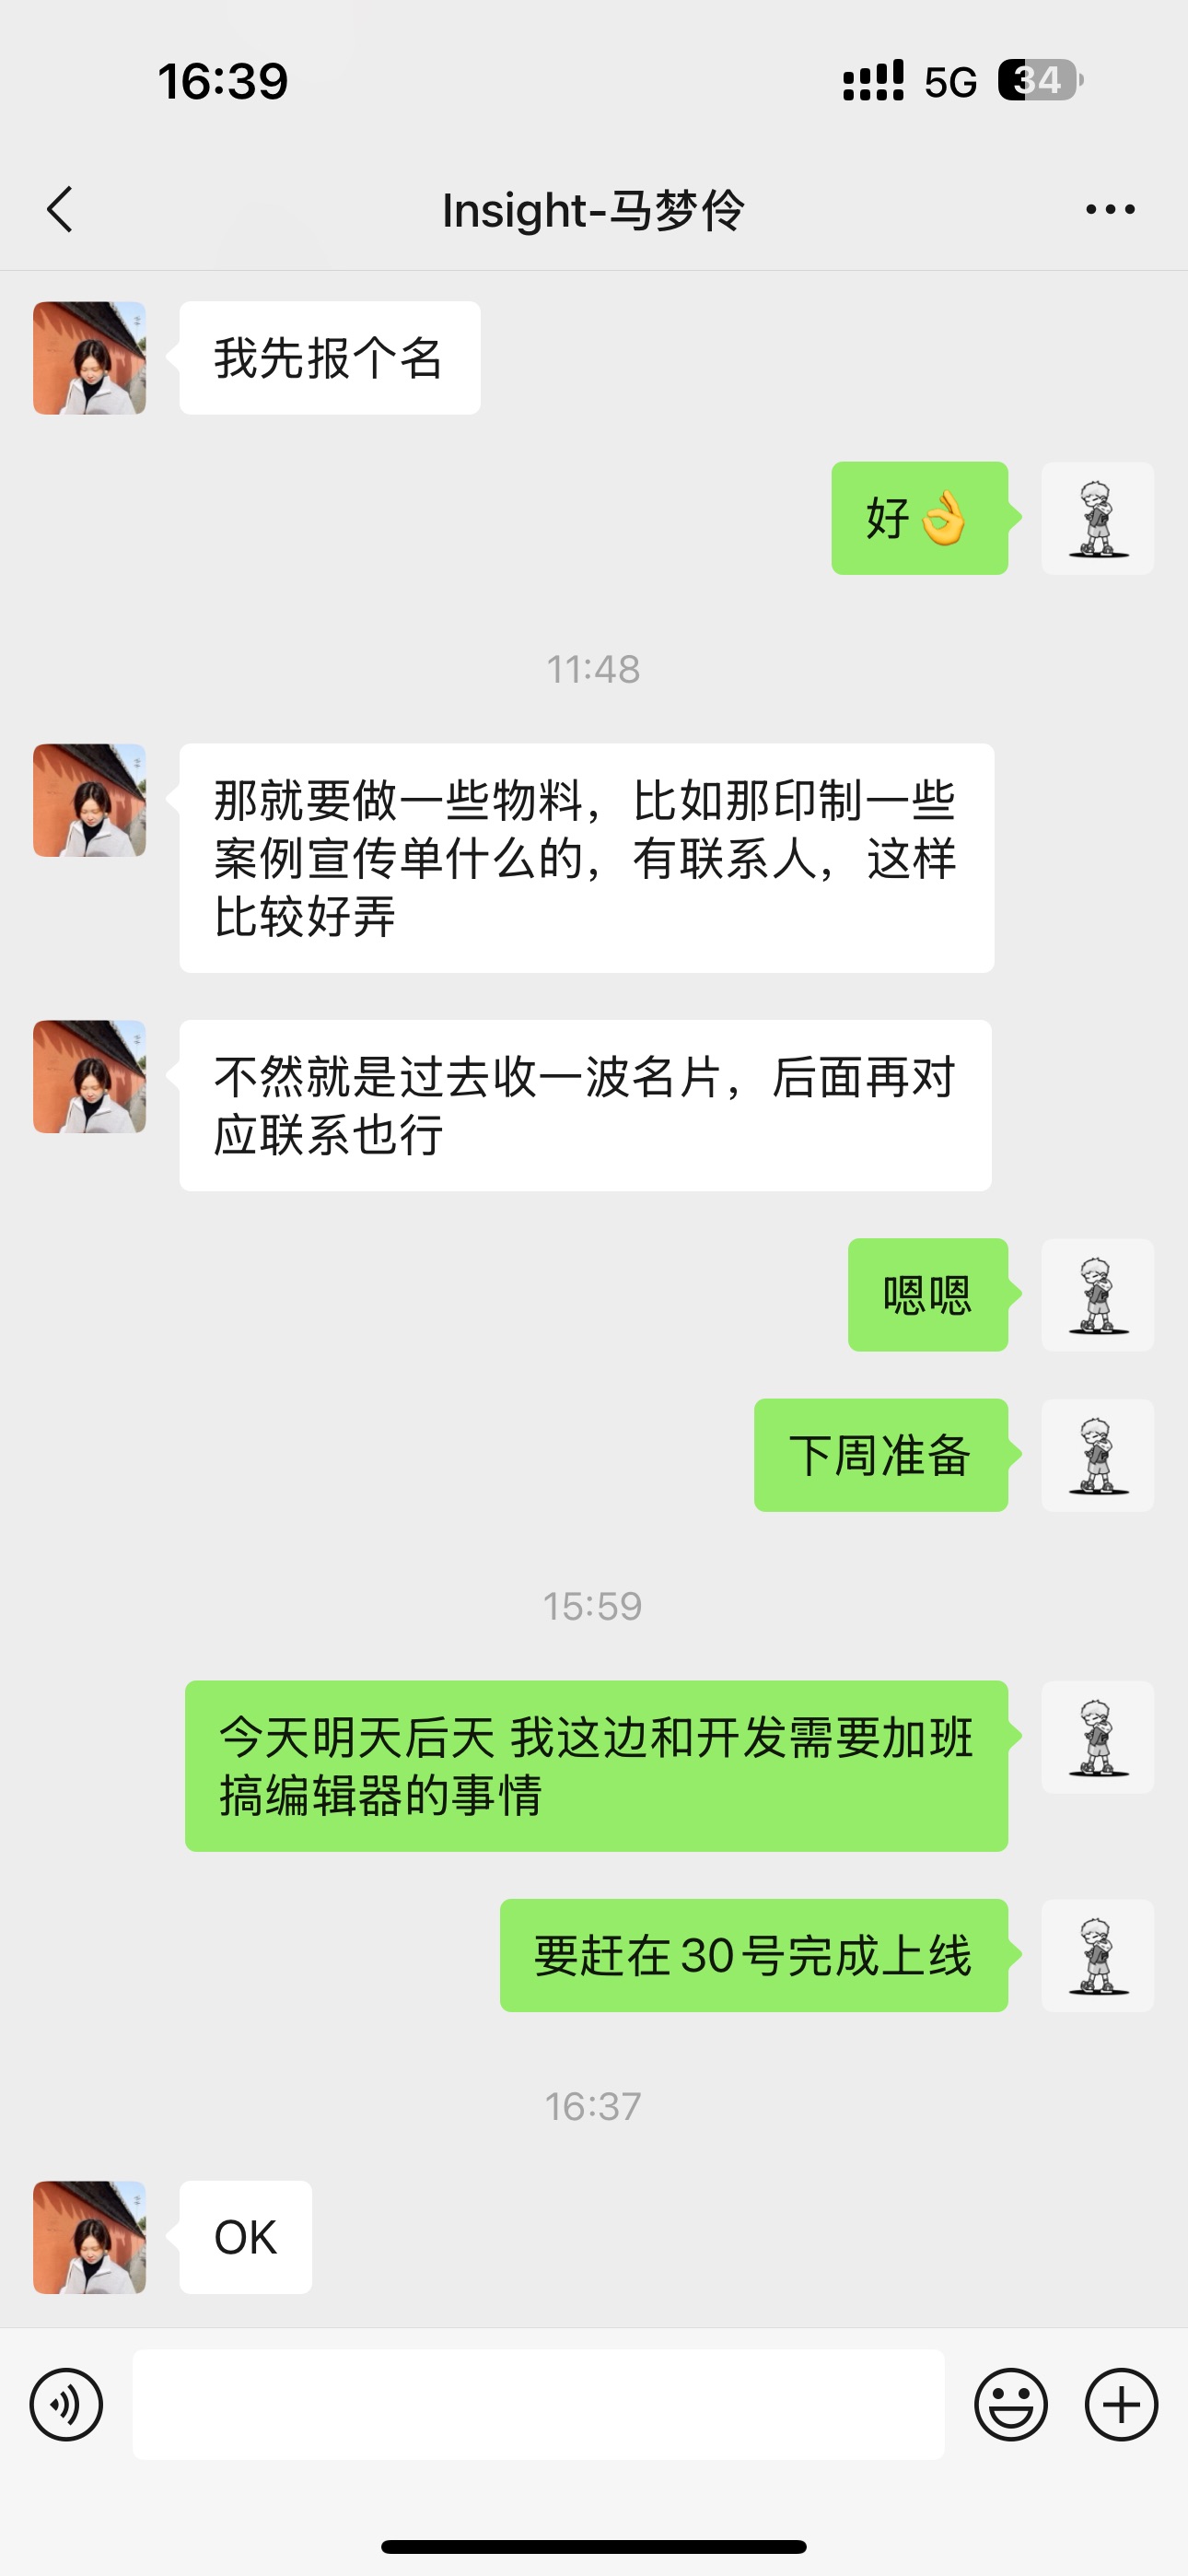 16:39
5G
34
Insight-马梦伶
我先报个名
好👌
11:48
那就要做一些物料，比如那印制一些
案例宣传单什么的，有联系人，这样
比较好弄
不然就是过去收一波名片，后面再对
应联系也行
嗯嗯
下周准备
15:59
今天明天后天 我这边和开发需要加班
搞编辑器的事情
要赶在30号完成上线
16:37
OK